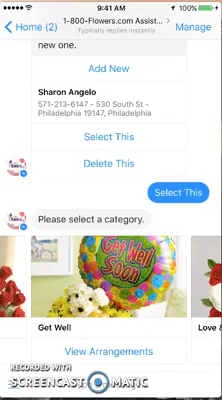 9:41 AM 100%
Home (2) 1-800-Flowers.com Assist... Manage
Typically replies instantly
new one.
Add New
Sharon Angelo
571-213-6147 - 530 South St -
Philadelphia 19147, Philadelphia
Select This
Delete This
Select This
Please select a category.
Get Well Soon
Get Well
Love &
View Arrangements
RECORDED WITH
SCREENCAST O MATIC